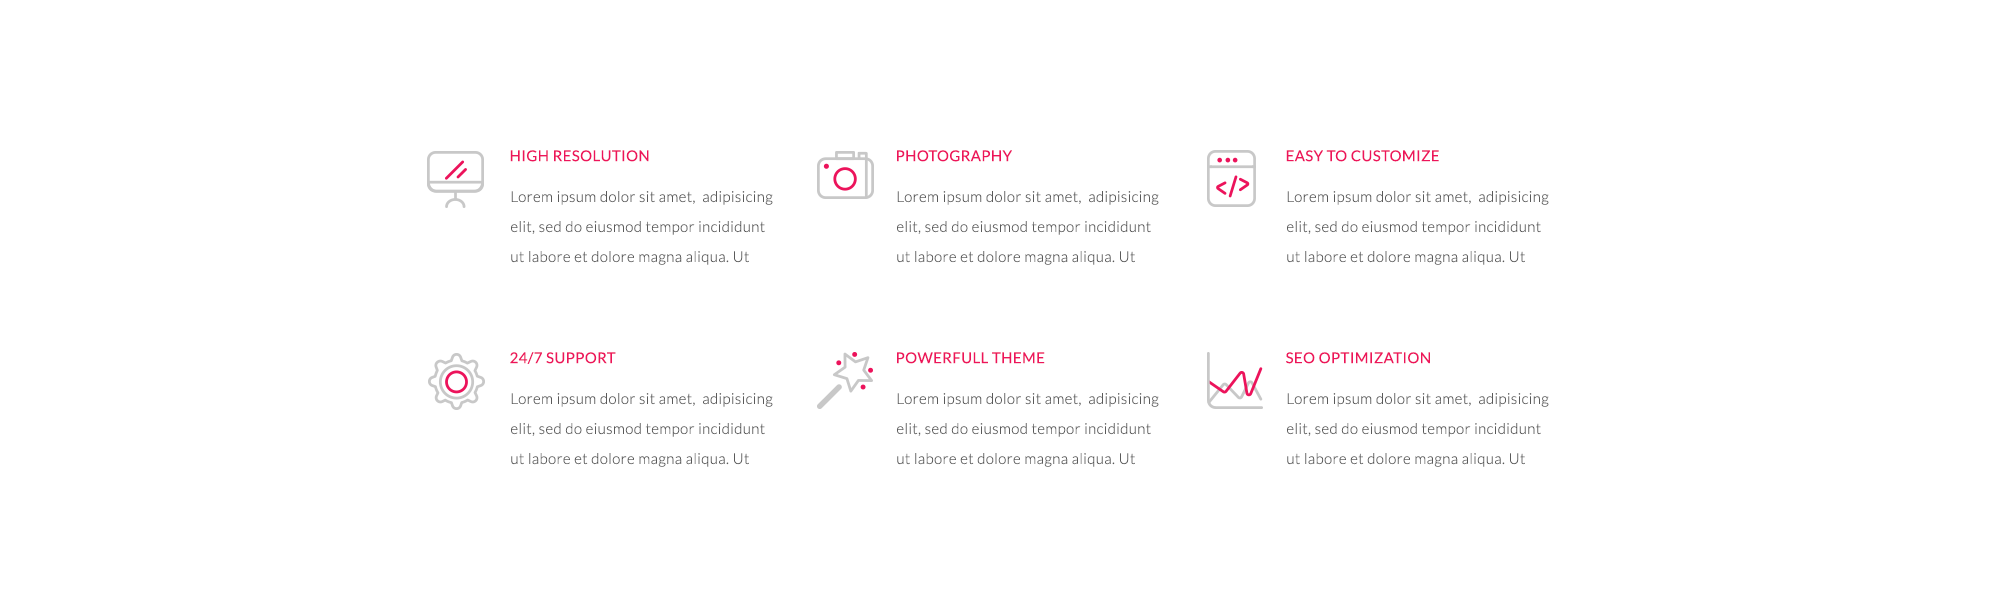 HIGH RESOLUTION
Lorem ipsum dolor sit amet,  adipisicing
elit, sed do eiusmod tempor incididunt
ut labore et dolore magna aliqua. Ut
PHOTOGRAPHY
Lorem ipsum dolor sit amet,  adipisicing
elit, sed do eiusmod tempor incididunt
ut labore et dolore magna aliqua. Ut
EASY TO CUSTOMIZE
Lorem ipsum dolor sit amet,  adipisicing
elit, sed do eiusmod tempor incididunt
ut labore et dolore magna aliqua. Ut
24/7 SUPPORT
Lorem ipsum dolor sit amet,  adipisicing
elit, sed do eiusmod tempor incididunt
ut labore et dolore magna aliqua. Ut
POWERFULL THEME
Lorem ipsum dolor sit amet,  adipisicing
elit, sed do eiusmod tempor incididunt
ut labore et dolore magna aliqua. Ut
SEO OPTIMIZATION
Lorem ipsum dolor sit amet,  adipisicing
elit, sed do eiusmod tempor incididunt
ut labore et dolore magna aliqua. Ut